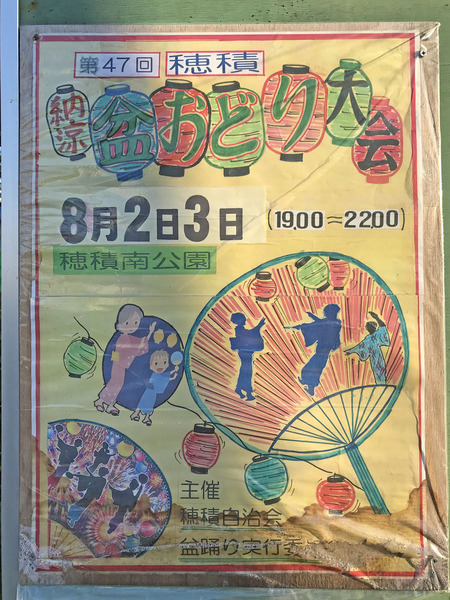 第47回 穂積
納涼 盆おどり大会
8月2日3日 (19.00～22.00)
穂積南公園
主催
穂積自治会
盆踊り実行委